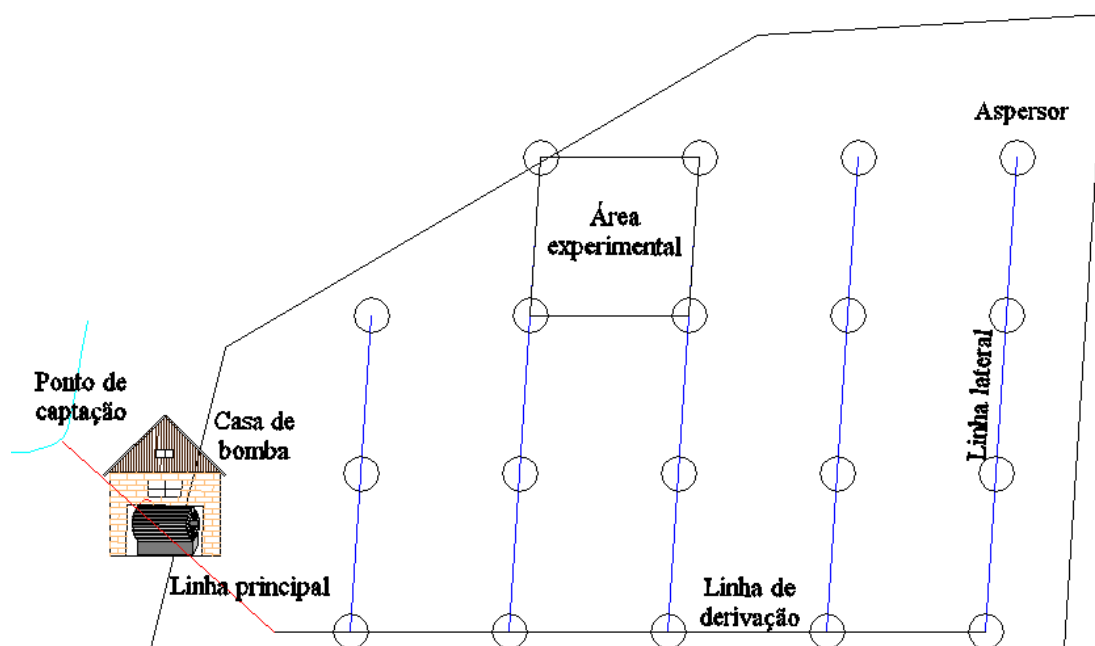 Aspersor
Área
experimental
Linha lateral
Ponto de
captação
Casa de
bomba
Linha principal
Linha de
derivação